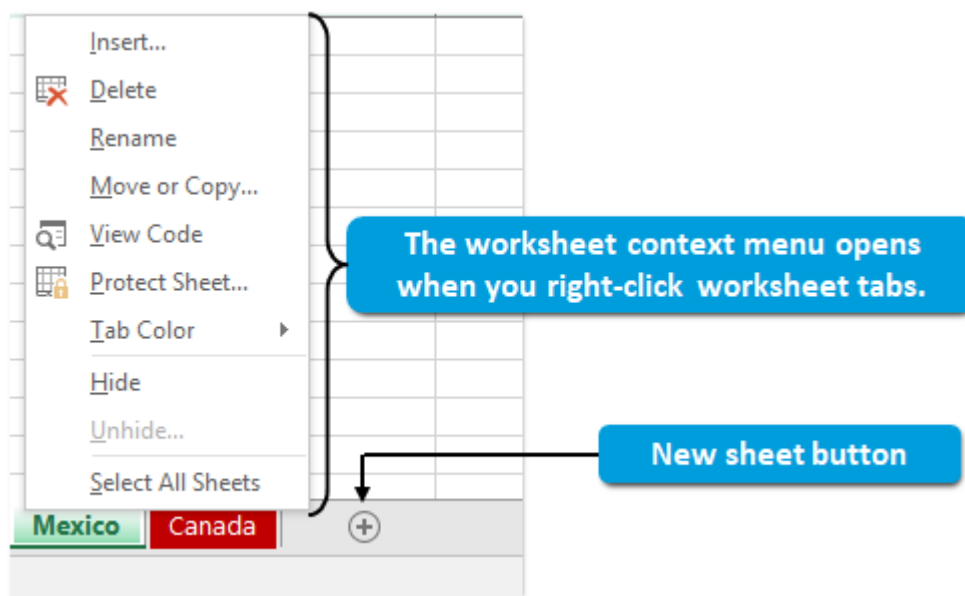 Insert...
Delete
Rename
Move or Copy...
View Code
Protect Sheet...
Tab Color
Hide
Unhide...
Select All Sheets
The worksheet context menu opens
when you right-click worksheet tabs.
New sheet button
Mexico Canada